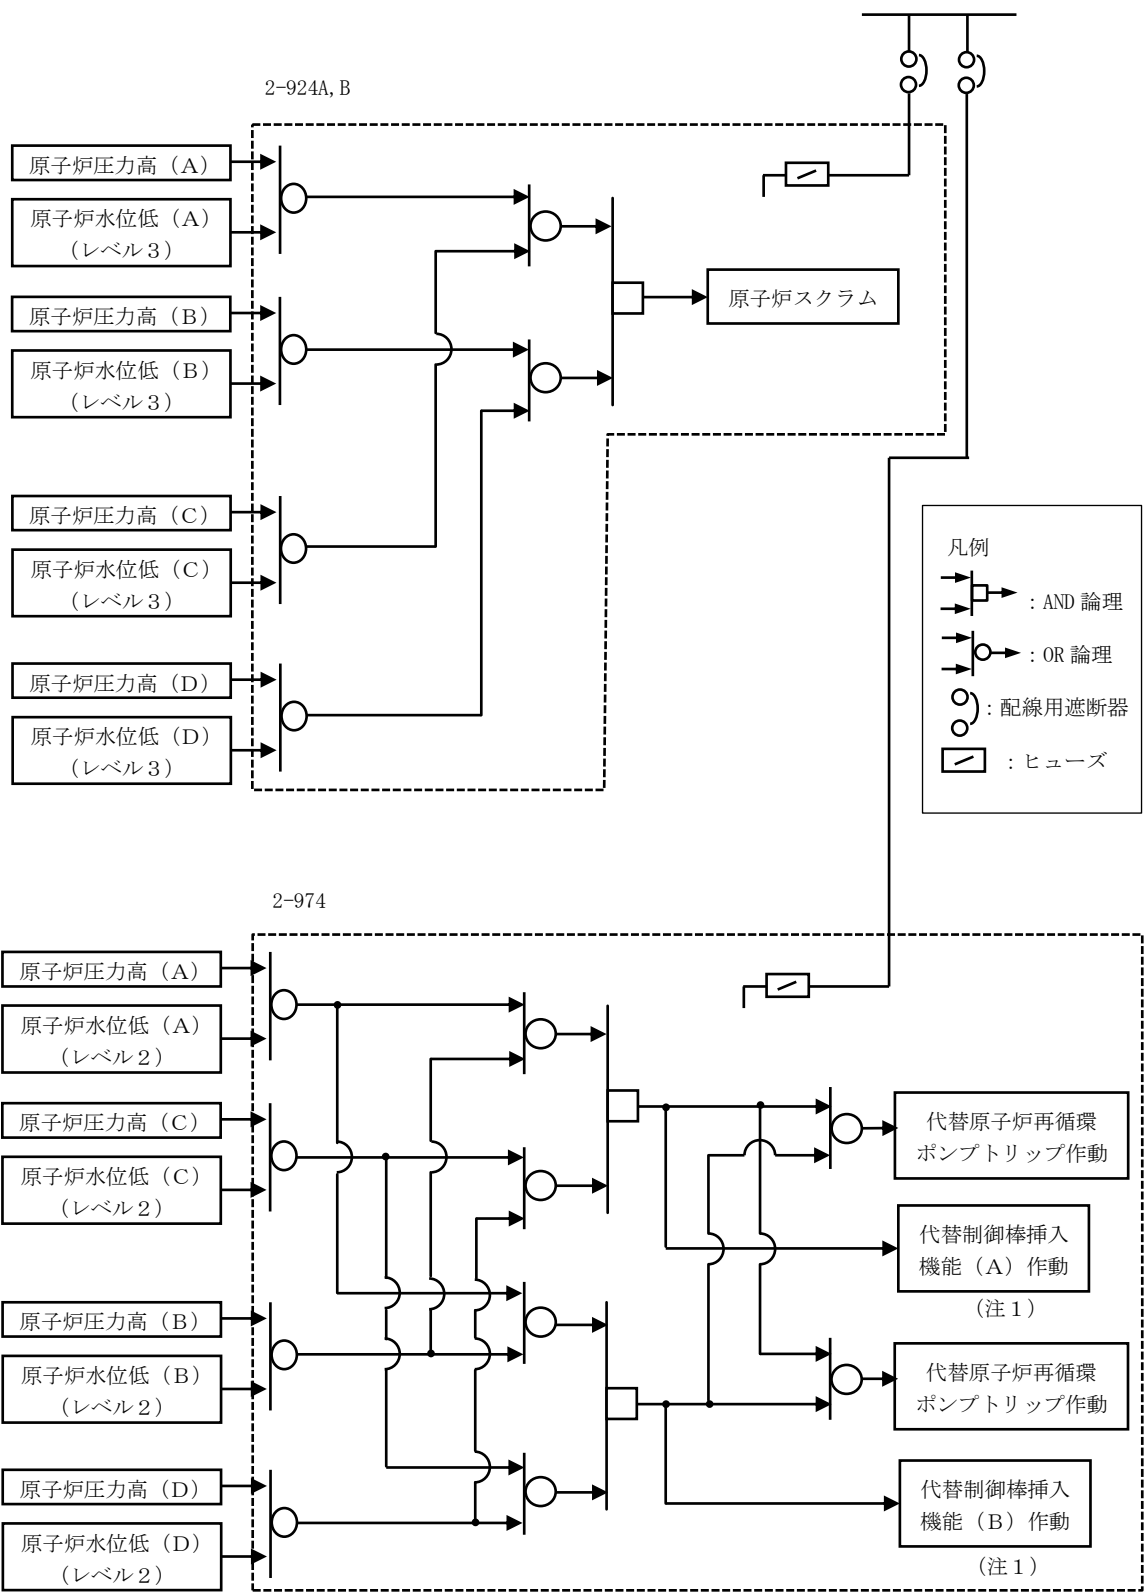 2-924A,B
原子炉圧力高（A）
原子炉水位低（A）
（レベル３）
原子炉圧力高（B）
原子炉水位低（B）
（レベル３）
原子炉圧力高（C）
原子炉水位低（C）
（レベル３）
原子炉圧力高（D）
原子炉水位低（D）
（レベル３）
原子炉スクラム
凡例
：AND 論理
：OR 論理
：配線用遮断器
：ヒューズ
2-974
原子炉圧力高（A）
原子炉水位低（A）
（レベル２）
原子炉圧力高（C）
原子炉水位低（C）
（レベル２）
原子炉圧力高（B）
原子炉水位低（B）
（レベル２）
原子炉圧力高（D）
原子炉水位低（D）
（レベル２）
代替原子炉再循環
ポンプトリップ作動
代替制御棒挿入
機能（A）作動
（注１）
代替原子炉再循環
ポンプトリップ作動
代替制御棒挿入
機能（B）作動
（注１）